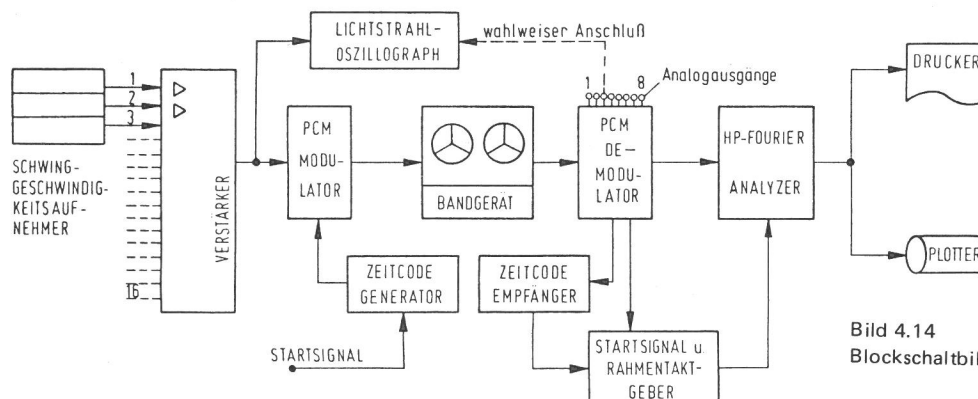 LICHTSTRAHL-
OSZILLOGRAPH
wahlweiser Anschluß
1
8
Analogausgänge
DRUCKER
1
2
3
SCHWING-
GESCHWINDIG-
KEITSAUF-
NEHMER
16
VERSTÄRKER
PCM
MODU-
LATOR
BANDGERÄT
PCM
DE-
MODU-
LATOR
HP-FOURIER
ANALYZER
PLOTTER
ZEITCODE
GENERATOR
ZEITCODE
EMPFÄNGER
STARTSIGNAL
STARTSIGNAL u.
RAHMENTAKT-
GEBER
Bild 4.14